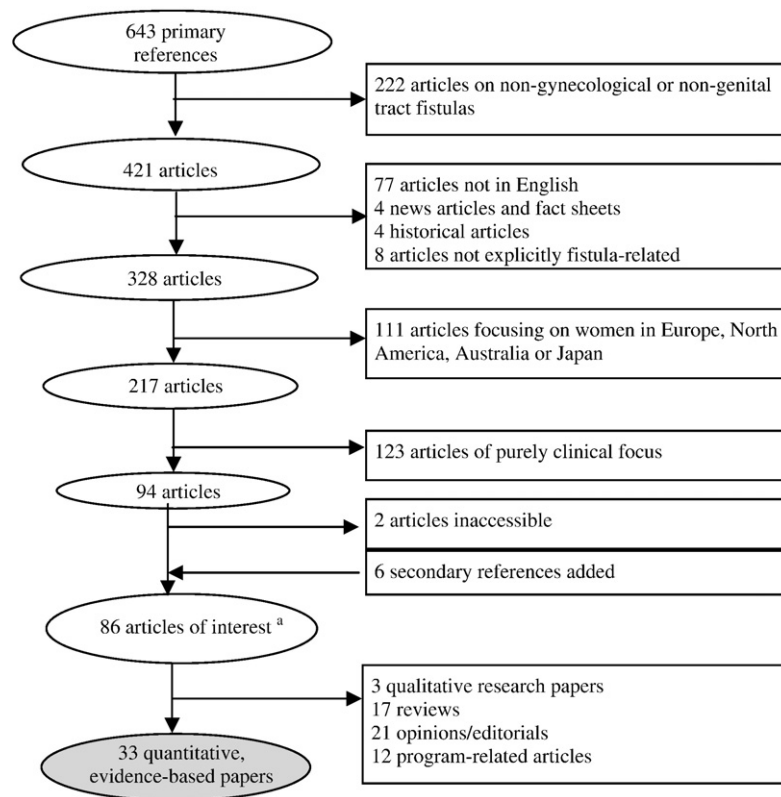 643 primary
references
222 articles on non-gynecological or non-genital
tract fistulas
421 articles
77 articles not in English
4 news articles and fact sheets
4 historical articles
8 articles not explicitly fistula-related
328 articles
111 articles focusing on women in Europe, North
America, Australia or Japan
217 articles
123 articles of purely clinical focus
94 articles
2 articles inaccessible
6 secondary references added
86 articles of interest a
3 qualitative research papers
17 reviews
21 opinions/editorials
12 program-related articles
33 quantitative,
evidence-based papers